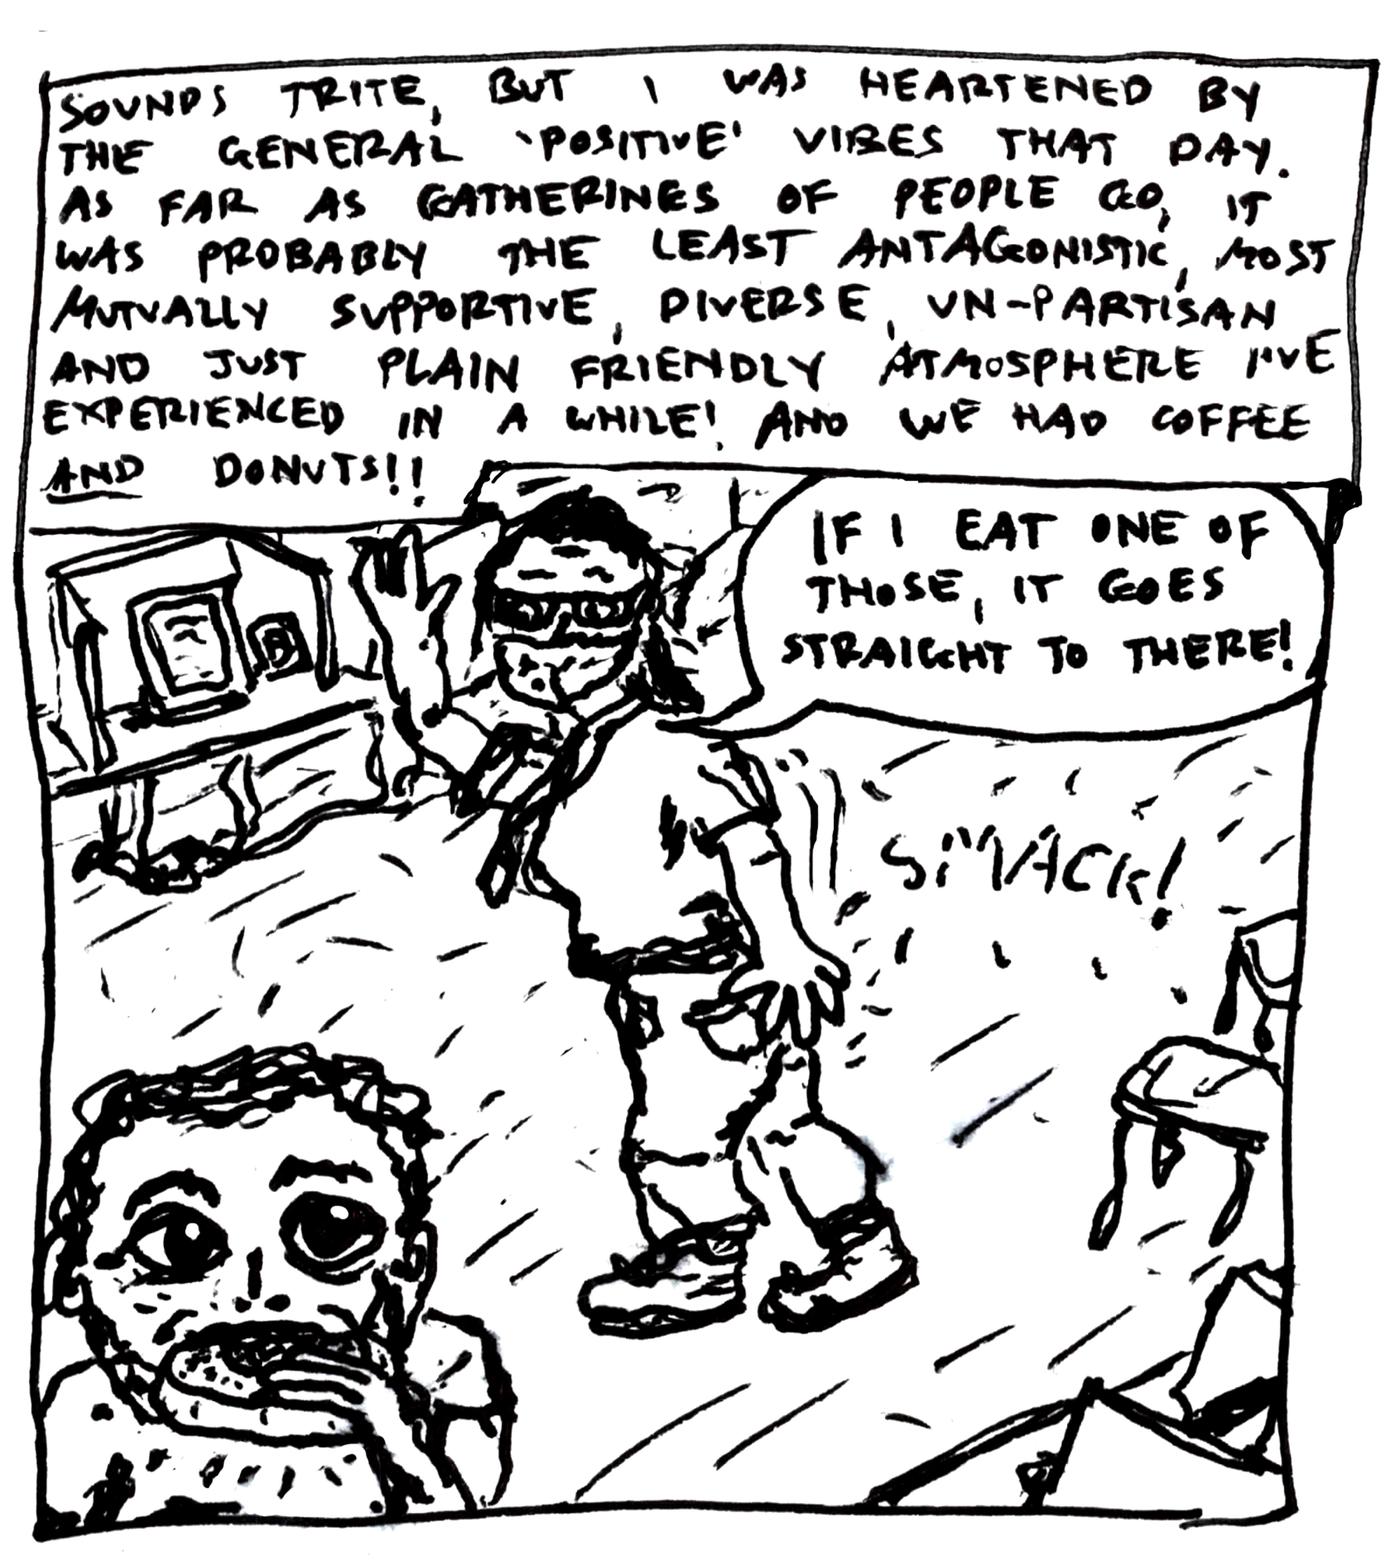 SOUNDS TRITE, BUT I WAS HEARTENED BY
THE GENERAL 'POSITIVE' VIBES THAT DAY.
AS FAR AS GATHERINGS OF PEOPLE GO, IT
WAS PROBABLY THE LEAST ANTAGONISTIC, MOST
MUTUALLY SUPPORTIVE, DIVERSE, UN-PARTISAN
AND JUST PLAIN FRIENDLY ATMOSPHERE I'VE
EXPERIENCED IN A WHILE! AND WE HAD COFFEE
AND DONUTS!!
IF I EAT ONE OF
THOSE, IT GOES
STRAIGHT TO THERE!
SMACK!